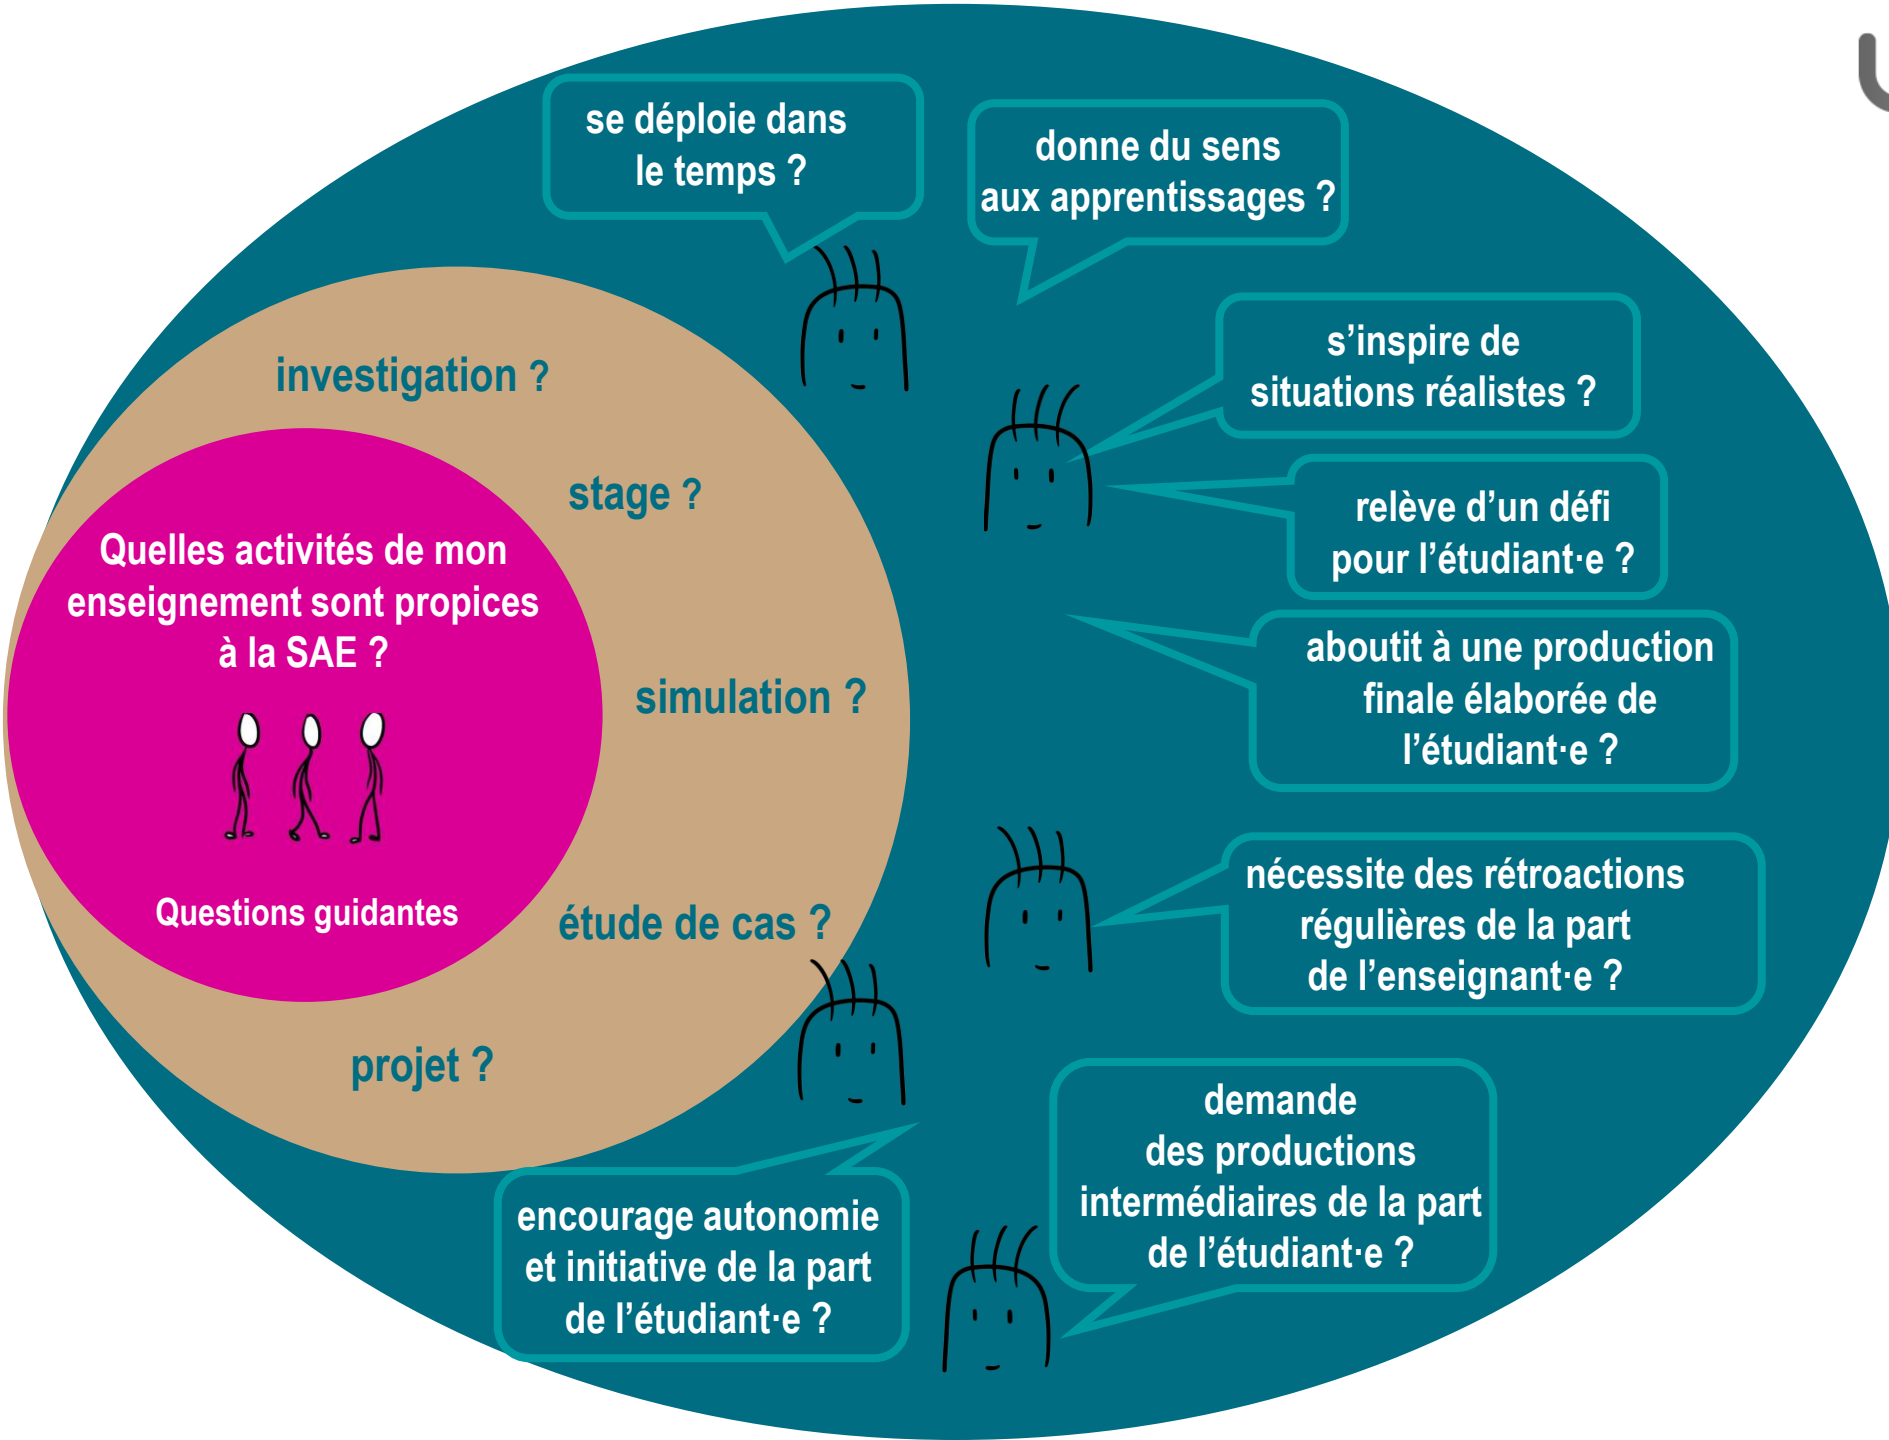 se déploie dans
le temps ?
donne du sens
aux apprentissages ?
s’inspire de
situations réalistes ?
relève d’un défi
pour l’étudiant·e ?
aboutit à une production
finale élaborée de
l’étudiant·e ?
nécessite des rétroactions
régulières de la part
de l’enseignant·e ?
demande
des productions
intermédiaires de la part
de l’étudiant·e ?
encourage autonomie
et initiative de la part
de l’étudiant·e ?
investigation ?
stage ?
simulation ?
étude de cas ?
projet ?
Quelles activités de mon
enseignement sont propices
à la SAE ?
Questions guidantes